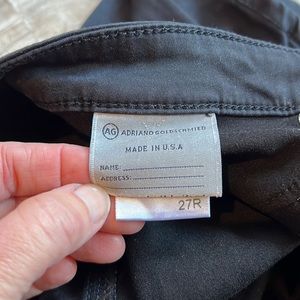 AG ADRIANO GOLDSCHMIED
MADE IN U.S.A
NAME:
ADDRESS:
27R